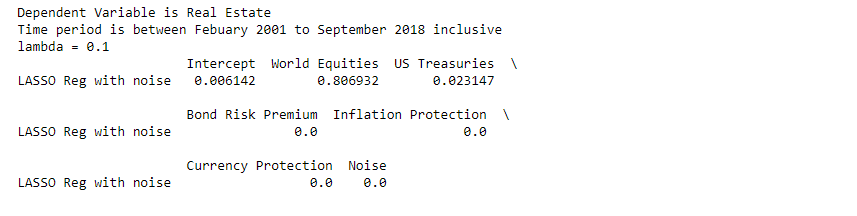 Dependent Variable is Real Estate
Time period is between Febuary 2001 to September 2018 inclusive
lambda = 0.1
Intercept World Equities US Treasuries \
LASSO Reg with noise 0.006142 0.806932 0.023147
Bond Risk Premium Inflation Protection \
LASSO Reg with noise 0.0 0.0
Currency Protection Noise
LASSO Reg with noise 0.0 0.0